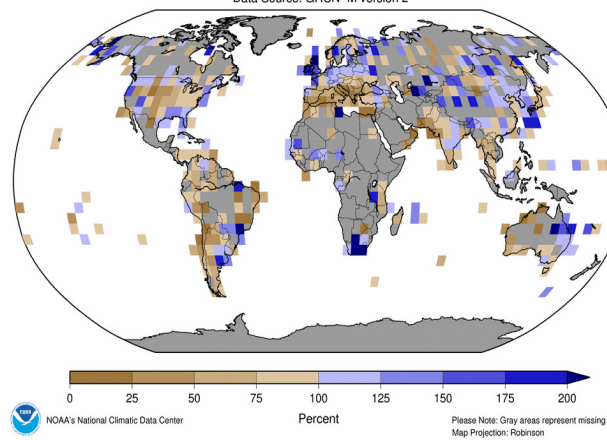 Data Source: GHCN–M version 2
0 25 50 75 100 125 150 175 200
NOAA
NOAA's National Climatic Data Center
Percent
Please Note: Gray areas represent missing
Map Projection: Robinson